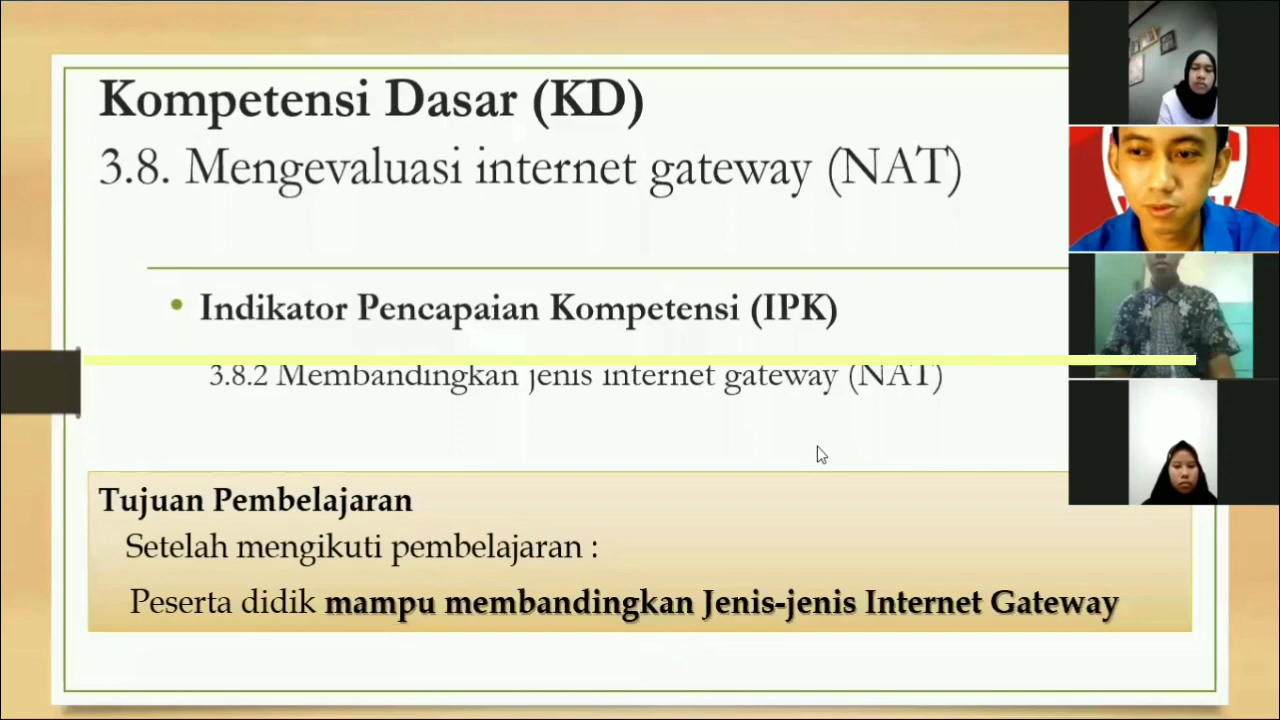 Kompetensi Dasar (KD)
3.8. Mengevaluasi internet gateway (NAT)
• Indikator Pencapaian Kompetensi (IPK)
3.8.2 Membandingkan jenis internet gateway (NAT)
Tujuan Pembelajaran
Setelah mengikuti pembelajaran :
Peserta didik mampu membandingkan Jenis-jenis Internet Gateway